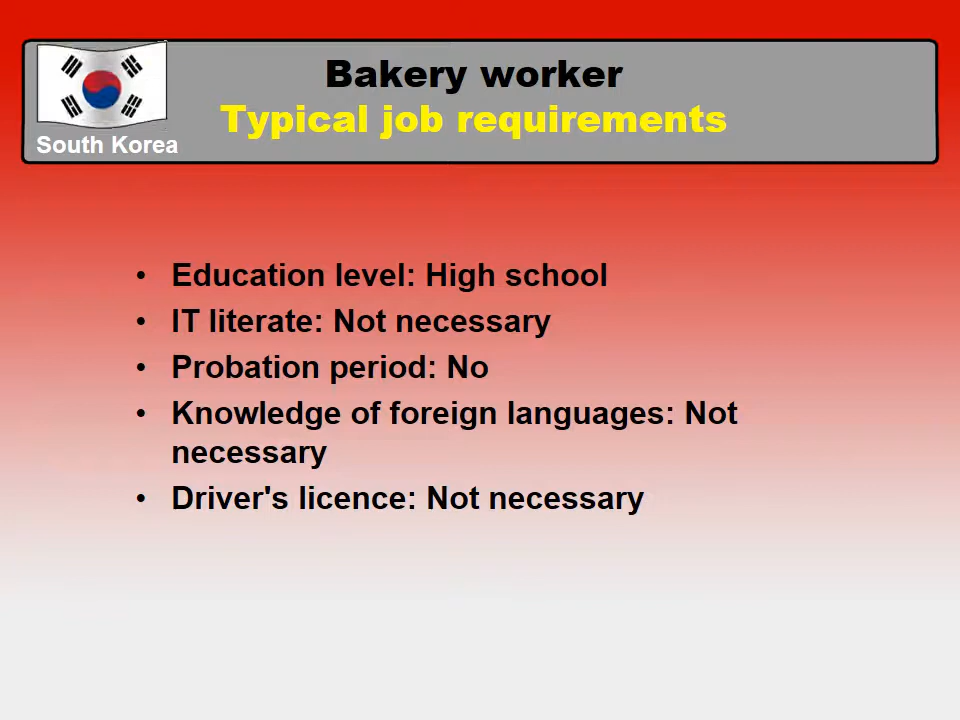 Bakery worker
Typical job requirements
South Korea
• Education level: High school
• IT literate: Not necessary
• Probation period: No
• Knowledge of foreign languages: Not
necessary
• Driver's licence: Not necessary